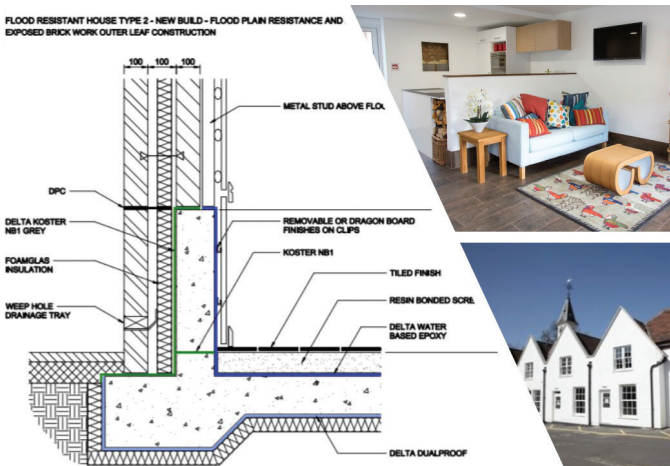 FLOOD RESISTANT HOUSE TYPE 2 - NEW BUILD - FLOOD PLAIN RESISTANCE AND
EXPOSED BRICK WORK OUTER LEAF CONSTRUCTION
100 100 100
METAL STUD ABOVE
DPC
DELTA KOSTER
NB1 GREY
FOAMGLAS
INSULATION
WEEP HOLE
DRAINAGE TRAY
REMOVABLE OR DRAGON BOARD
FINISHES ON CLIPS
KOSTER NB1
TILED FINISH
RESIN BONDED
DELTA WATER
BASED EPOXY
DELTA DUALPROOF